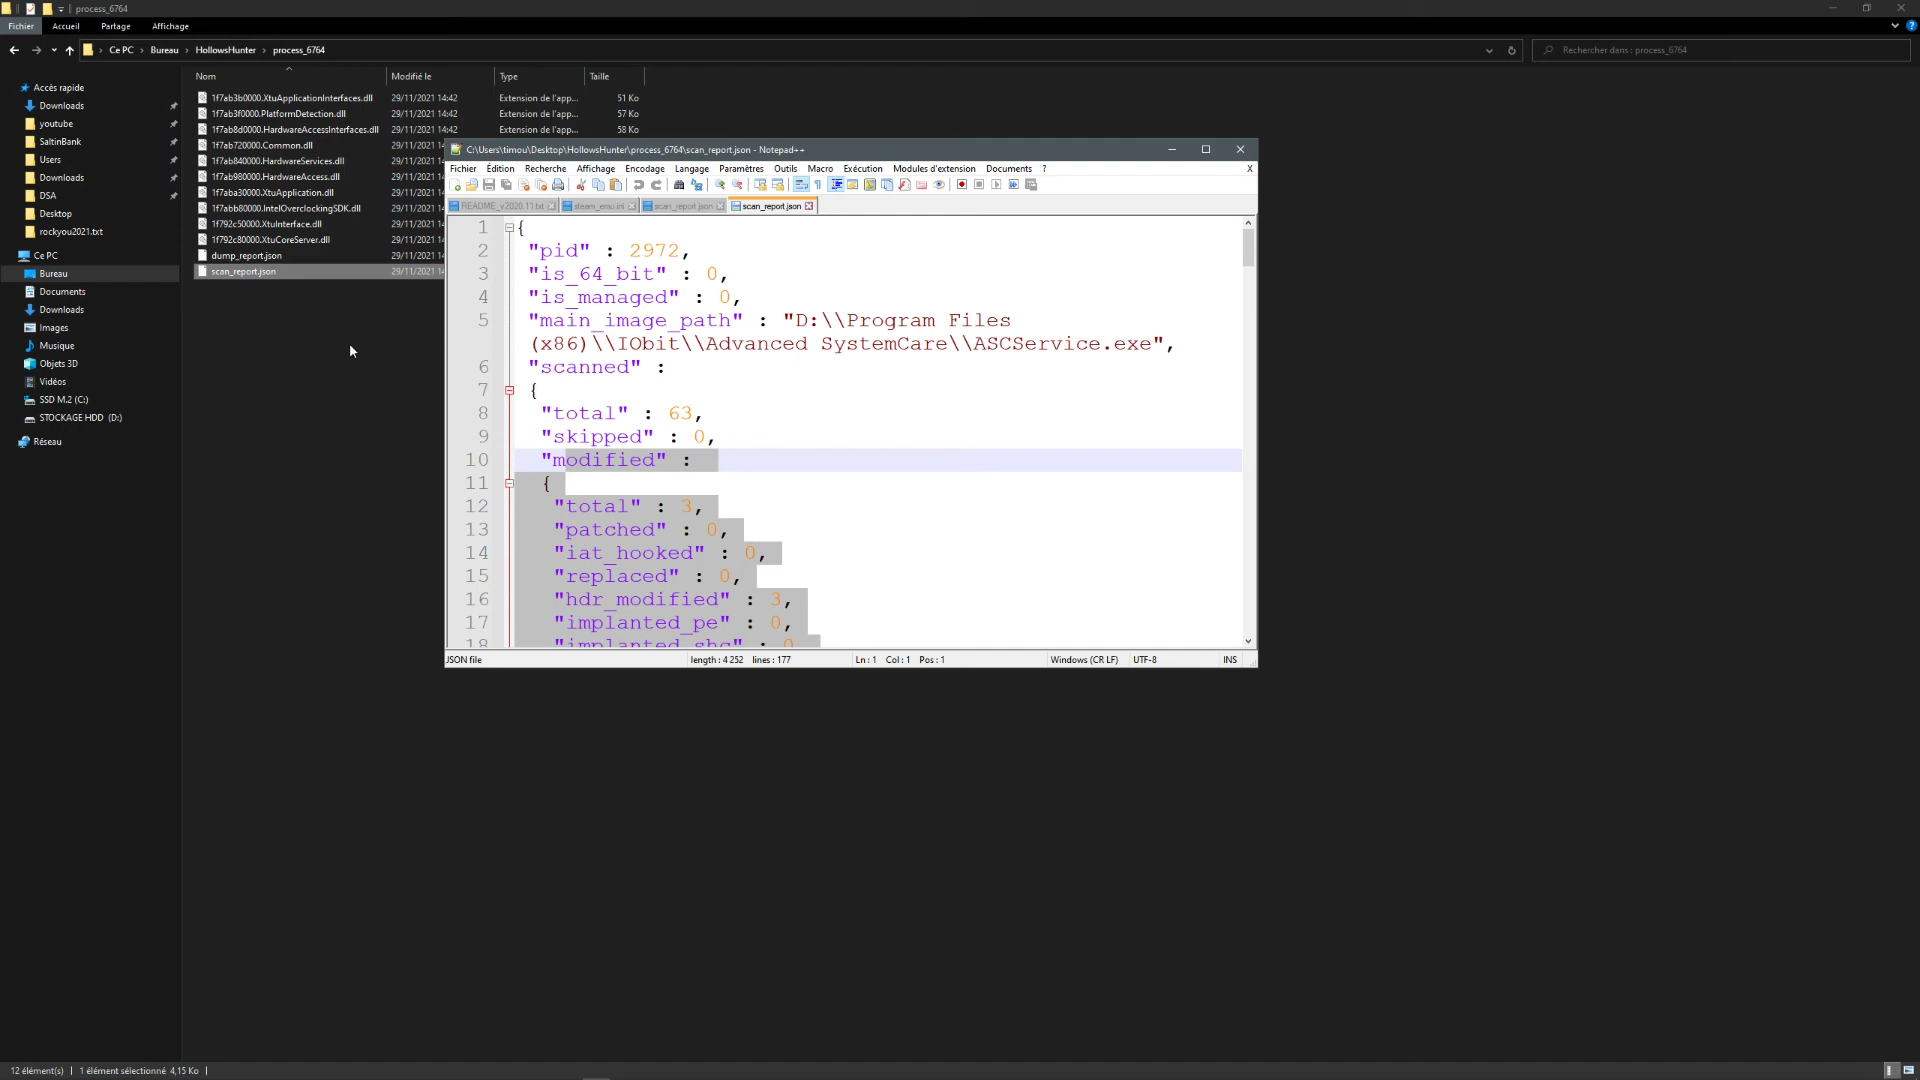 process_6764
Fichier Accueil Partage Affichage
Ce PC Bureau HollowsHunter process_6764
Rechercher dans : process_6764
Nom Modifié le Type Taille
Accès rapide
Downloads
youtube
SaltinBank
Users
Downloads
DSA
Desktop
rockyou2021.txt
Ce PC
Bureau
Documents
Downloads
Images
Musique
Objets 3D
Vidéos
SSD M.2 (C:)
STOCKAGE HDD (D:)
Réseau
1f7ab3b0000.XtuApplicationInterfaces.dll 29/11/2021 14:42 Extension de l'app... 51 Ko
1f7ab3f0000.PlatformDetection.dll 29/11/2021 14:42 Extension de l'app... 57 Ko
1f7ab8d0000.HardwareAccessInterfaces.dll 29/11/2021 14:42 Extension de l'app... 58 Ko
1f7ab720000.Common.dll 29/11/2021 14:4
1f7ab840000.HardwareServices.dll 29/11/2021 14:4
1f7ab980000.HardwareAccess.dll 29/11/2021 14:4
1f7aba30000.XtuApplication.dll 29/11/2021 14:4
1f7abb80000.IntelOverclockingSDK.dll 29/11/2021 14:4
1f792c50000.XtuInterface.dll 29/11/2021 14:4
1f792c80000.XtuCoreServer.dll 29/11/2021 14:4
dump_report.json 29/11/2021 14:4
scan_report.json 29/11/2021 14:4
C:\Users\timou\Desktop\HollowsHunter\process_6764\scan_report.json - Notepad++
Fichier Édition Recherche Affichage Encodage Langage Paramètres Outils Macro Exécution Modules d'extension Documents ? X
README_v2020.11.txt steam_emu.ini scan_report.json scan_report.json
1 {
2 "pid" : 2972,
3 "is_64_bit" : 0,
4 "is_managed" : 0,
5 "main_image_path" : "D:\\Program Files
(x86)\\IObit\\Advanced SystemCare\\ASCService.exe",
6 "scanned" :
7 {
8 "total" : 63,
9 "skipped" : 0,
10 "modified" :
11 {
12 "total" : 3,
13 "patched" : 0,
14 "iat_hooked" : 0,
15 "replaced" : 0,
16 "hdr_modified" : 3,
17 "implanted_pe" : 0,
18 "implanted_shc" : 0
JSON file length : 4 252 lines : 177 Ln : 1 Col : 1 Pos : 1 Windows (CR LF) UTF-8 INS
12 élément(s) 1 élément sélectionné 4,15 Ko